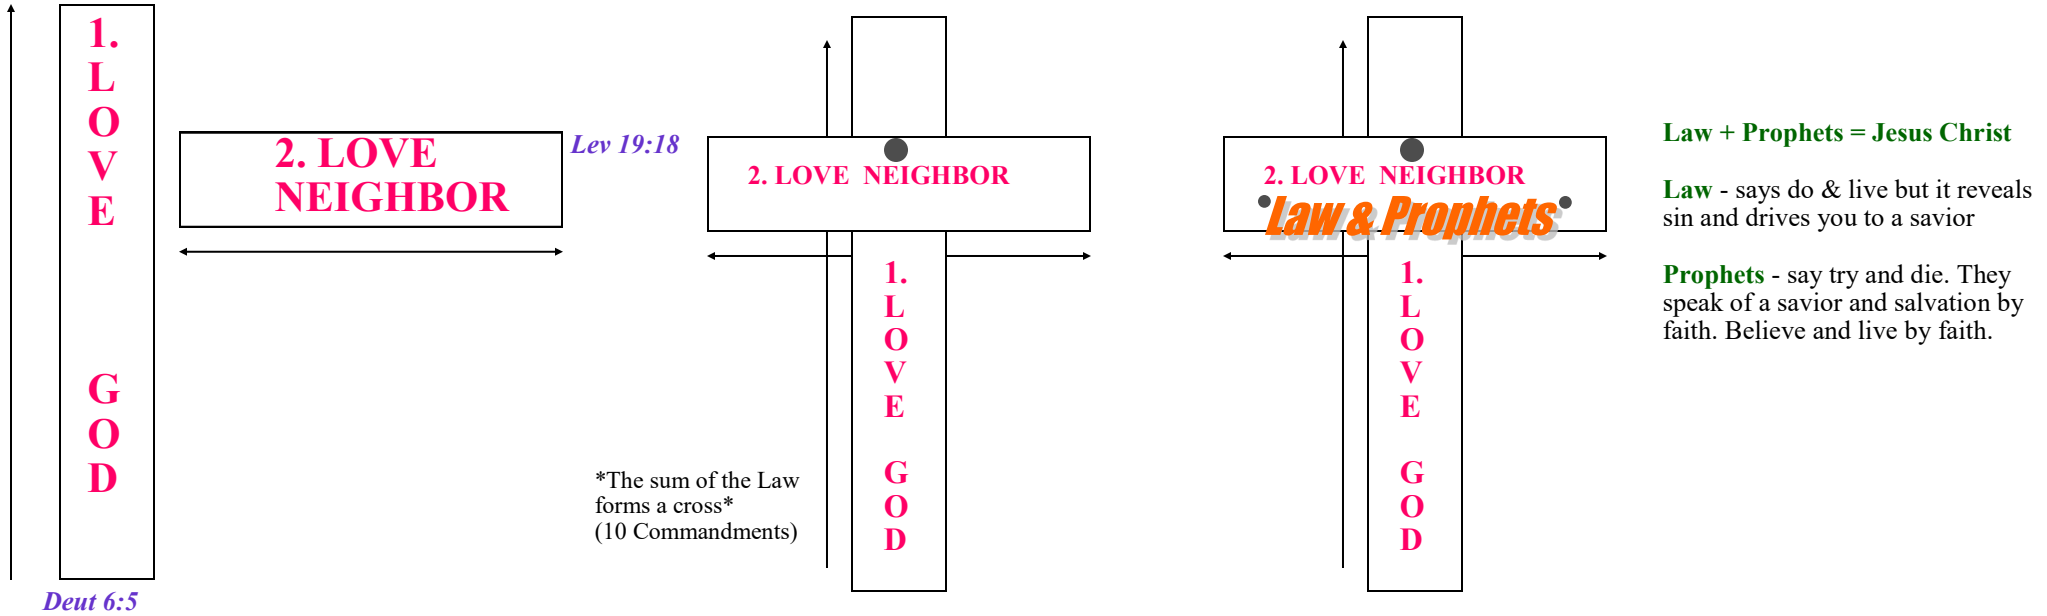 1.
L
O
V
E
G
O
D
Deut 6:5
2. LOVE
NEIGHBOR
Lev 19:18
2. LOVE NEIGHBOR
1.
L
O
V
E
G
O
D
*The sum of the Law
forms a cross*
(10 Commandments)
2. LOVE NEIGHBOR
Law & Prophets
1.
L
O
V
E
G
O
D
Law + Prophets = Jesus Christ
Law - says do & live but it reveals
sin and drives you to a savior
Prophets - say try and die. They
speak of a savior and salvation by
faith. Believe and live by faith.